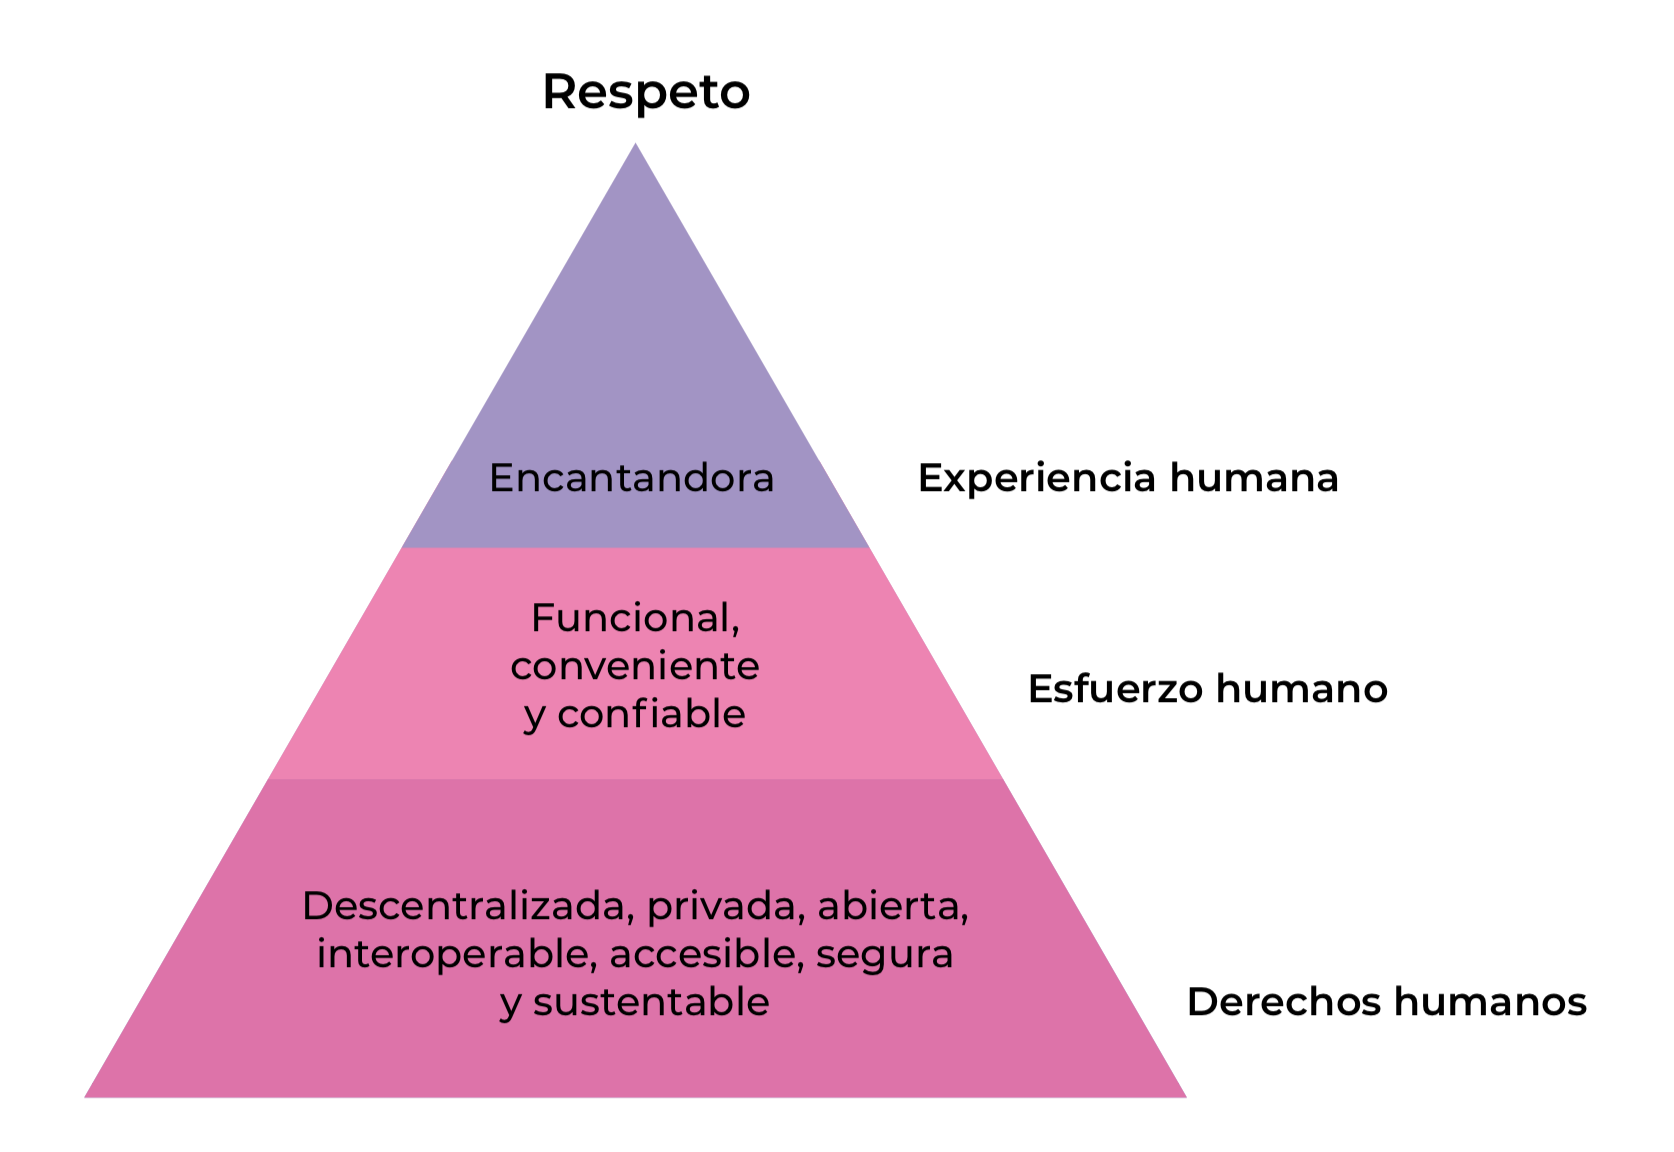 Respeto
Encantandora
Experiencia humana
Funcional,
conveniente
y confiable
Esfuerzo humano
Descentralizada, privada, abierta,
interoperable, accesible, segura
y sustentable
Derechos humanos